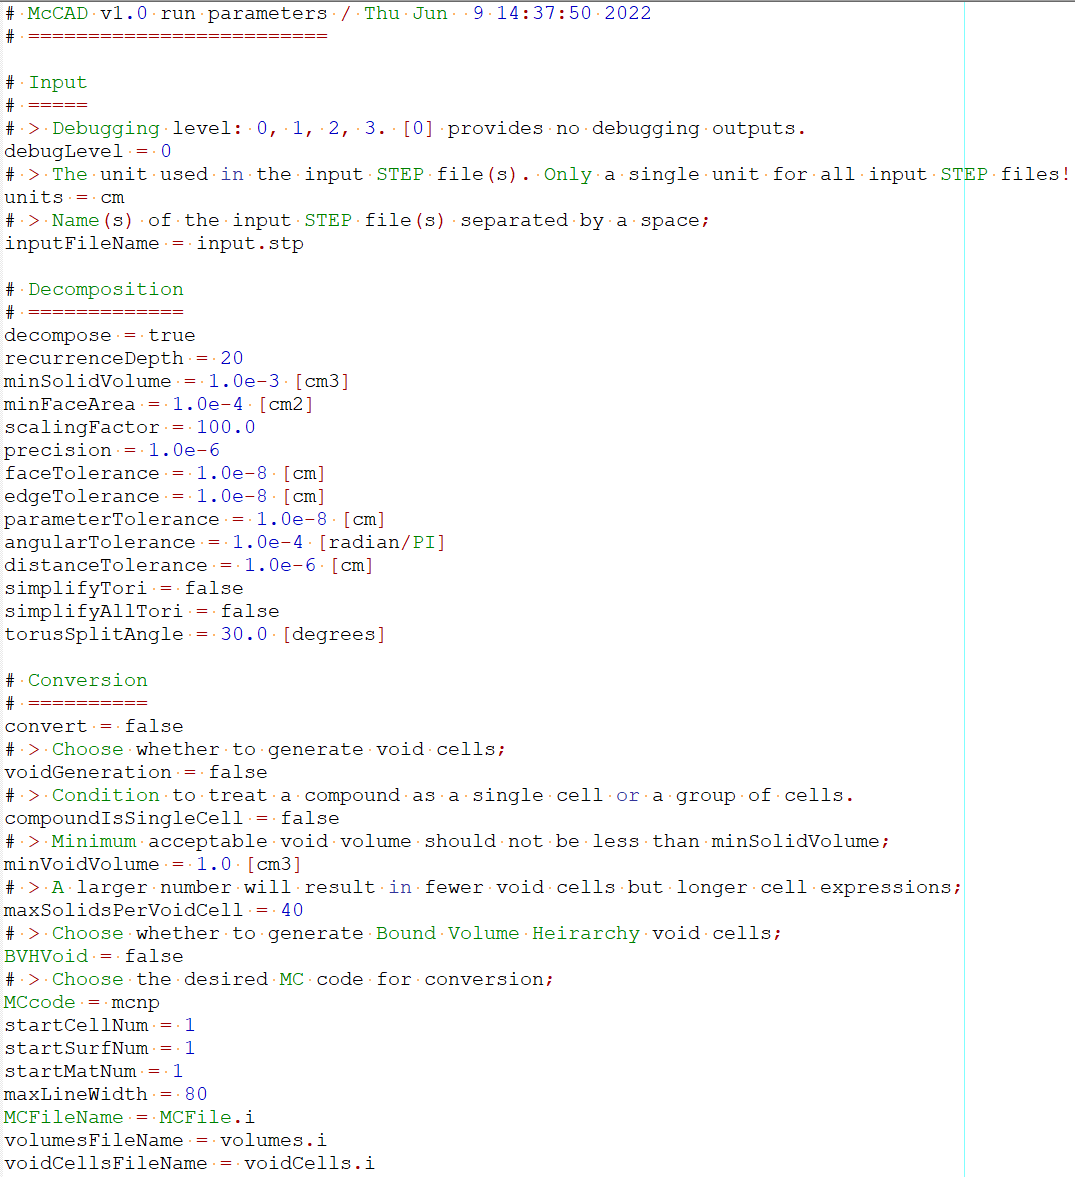 # McCAD v1.0 run parameters / Thu Jun  9 14:37:50 2022
# =========================

# Input
# =====
# > Debugging level: 0, 1, 2, 3. [0] provides no debugging outputs.
debugLevel = 0
# > The unit used in the input STEP file(s). Only a single unit for all input STEP files!
units = cm
# > Name(s) of the input STEP file(s) separated by a space;
inputFileName = input.stp

# Decomposition
# =============
decompose = true
recurrenceDepth = 20
minSolidVolume = 1.0e-3 [cm3]
minFaceArea = 1.0e-4 [cm2]
scalingFactor = 100.0
precision = 1.0e-6
faceTolerance = 1.0e-8 [cm]
edgeTolerance = 1.0e-8 [cm]
parameterTolerance = 1.0e-8 [cm]
angularTolerance = 1.0e-4 [radian/PI]
distanceTolerance = 1.0e-6 [cm]
simplifyTori = false
simplifyAllTori = false
torusSplitAngle = 30.0 [degrees]

# Conversion
# ==========
convert = false
# > Choose whether to generate void cells;
voidGeneration = false
# > Condition to treat a compound as a single cell or a group of cells.
compoundIsSingleCell = false
# > Minimum acceptable void volume should not be less than minSolidVolume;
minVoidVolume = 1.0 [cm3]
# > A larger number will result in fewer void cells but longer cell expressions;
maxSolidsPerVoidCell = 40
# > Choose whether to generate Bound Volume Heirarchy void cells;
BVHVoid = false
# > Choose the desired MC code for conversion;
MCcode = mcnp
startCellNum = 1
startSurfNum = 1
startMatNum = 1
maxLineWidth = 80
MCFileName = MCFile.i
volumesFileName = volumes.i
voidCellsFileName = voidCells.i